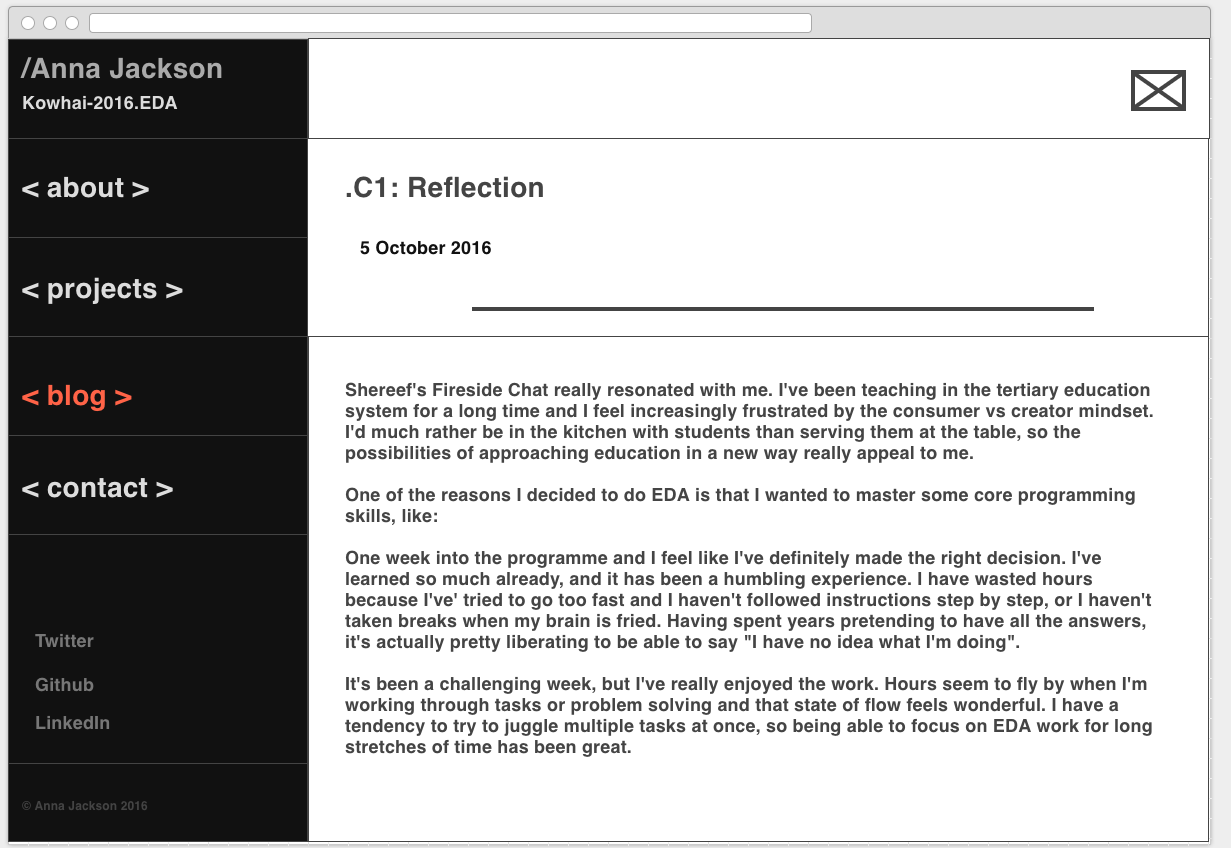 /Anna Jackson
Kowhai-2016.EDA
< about >
< projects >
< blog >
< contact >
Twitter
Github
LinkedIn
© Anna Jackson 2016
.C1: Reflection
5 October 2016
Shereef's Fireside Chat really resonated with me. I've been teaching in the tertiary education
system for a long time and I feel increasingly frustrated by the consumer vs creator mindset.
I'd much rather be in the kitchen with students than serving them at the table, so the
possibilities of approaching education in a new way really appeal to me.
One of the reasons I decided to do EDA is that I wanted to master some core programming
skills, like:
One week into the programme and I feel like I've definitely made the right decision. I've
learned so much already, and it has been a humbling experience. I have wasted hours
because I've' tried to go too fast and I haven't followed instructions step by step, or I haven't
taken breaks when my brain is fried. Having spent years pretending to have all the answers,
it's actually pretty liberating to be able to say "I have no idea what I'm doing".
It's been a challenging week, but I've really enjoyed the work. Hours seem to fly by when I'm
working through tasks or problem solving and that state of flow feels wonderful. I have a
tendency to try to juggle multiple tasks at once, so being able to focus on EDA work for long
stretches of time has been great.